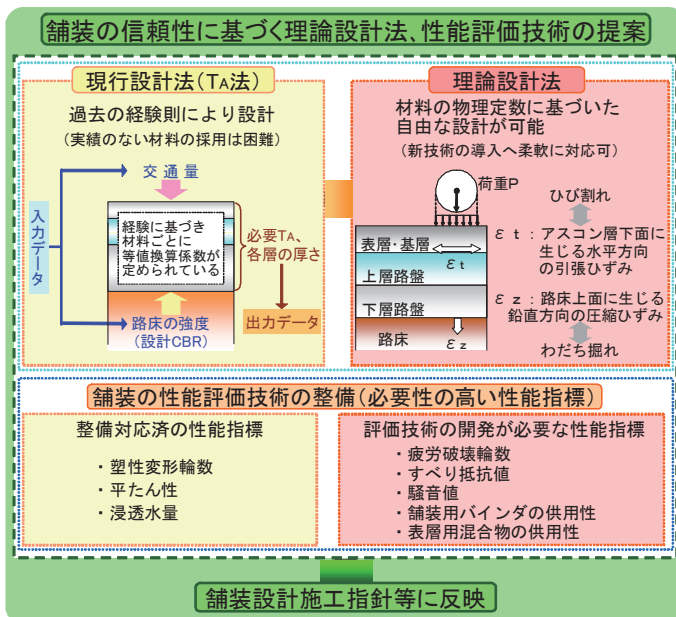 舗装の信頼性に基づく理論設計法、性能評価技術の提案
現行設計法(TA法)
過去の経験則により設計
(実績のない材料の採用は困難)
入力データ
交通量
経験に基づき
材料ごとに
等値換算係数が
定められている
必要TA、
各層の厚さ
路床の強度
(設計CBR)
出力データ
理論設計法
材料の物理定数に基づいた
自由な設計が可能
(新技術の導入へ柔軟に対応可)
荷重P
表層・基層
εt
上層路盤
下層路盤
路床
εz
ひび割れ
εt:アスコン層下面に
生じる水平方向
の引張ひずみ
εz:路床上面に生じる
鉛直方向の圧縮ひずみ
わだち掘れ
舗装の性能評価技術の整備(必要性の高い性能指標)
整備対応済の性能指標
・塑性変形輪数
・平たん性
・浸透水量
評価技術の開発が必要な性能指標
・疲労破壊輪数
・すべり抵抗値
・騒音値
・舗装用バインダの供用性
・表層用混合物の供用性
舗装設計施工指針等に反映